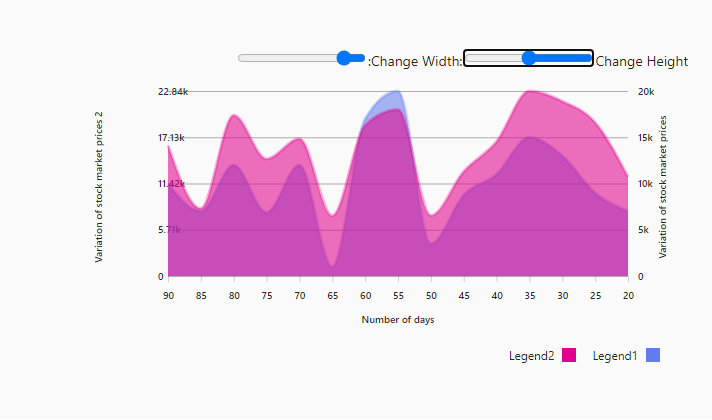 :Change Width: Change Height
22.84k 20k
17.13k 15k
11.42k 10k
5.71k 5k
0 0
Variation of stock market prices 2
Variation of stock market prices
90 85 80 75 70 65 60 55 50 45 40 35 30 25 20
Number of days
Legend2 Legend1